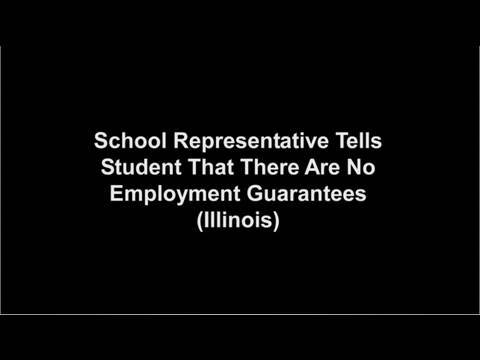 School Representative Tells
Student That There Are No
Employment Guarantees
(Illinois)